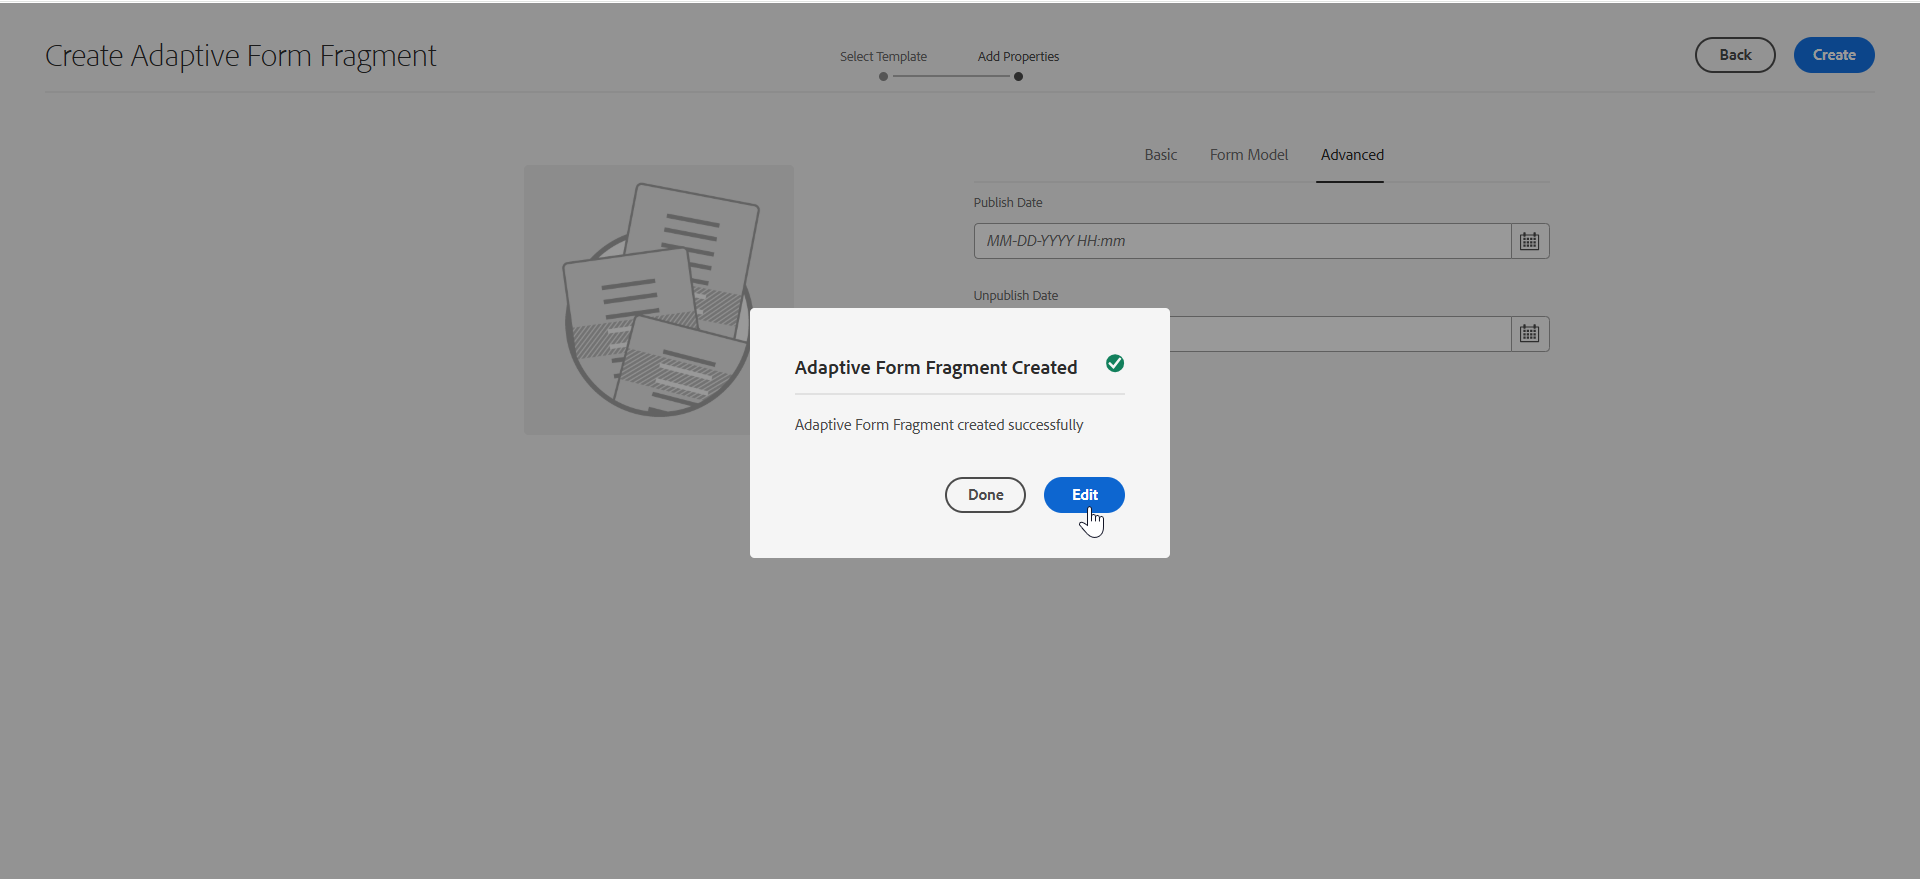 Create Adaptive Form Fragment
Select Template
Add Properties
Back
Create
Basic
Form Model
Advanced
Publish Date
MM-DD-YYYY HH:mm
Unpublish Date
Adaptive Form Fragment Created
Adaptive Form Fragment created successfully
Done
Edit